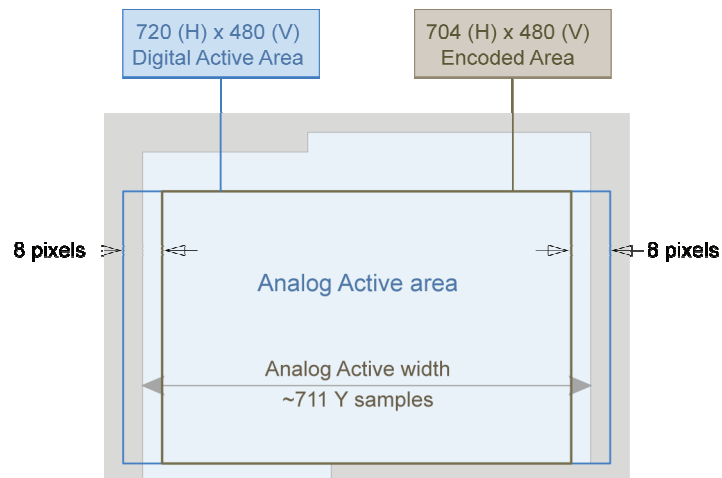 720 (H) x 480 (V)
Digital Active Area
704 (H) x 480 (V)
Encoded Area
8 pixels
8 pixels
Analog Active area
Analog Active width
~711 Y samples